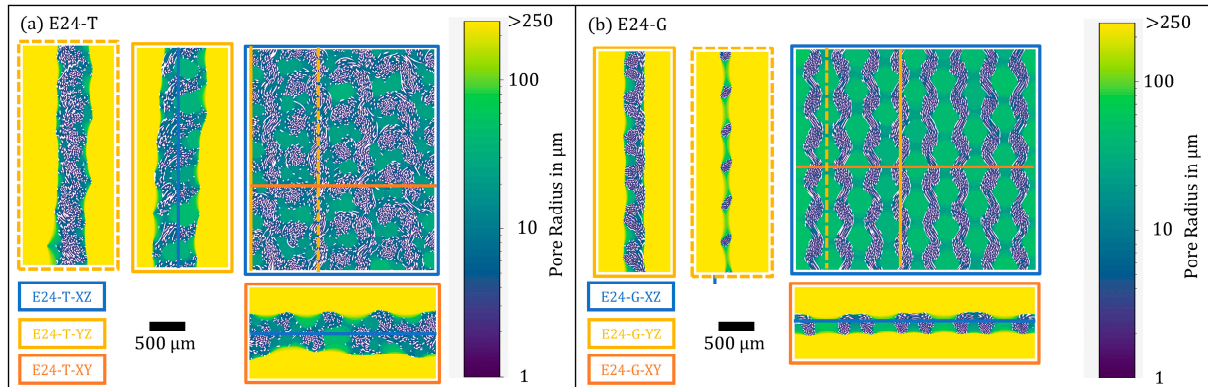 (a) E24-T
E24-T-XZ
E24-T-YZ
E24-T-XY
500 µm
>250
100
10
1
Pore Radius in µm
(b) E24-G
E24-G-XZ
E24-G-YZ
E24-G-XY
500 µm
>250
100
10
1
Pore Radius in µm